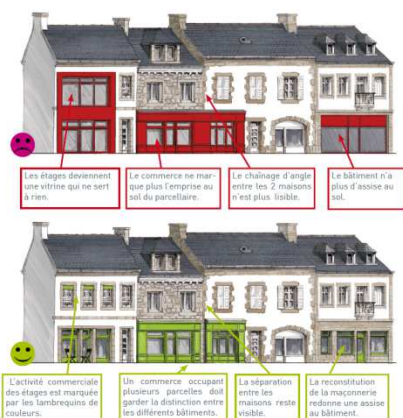 Les étages deviennent
une vitrine qui ne sert
à rien.
Le commerce ne mar-
que plus l'emprise au
sol du parcellaire.
Le chaînage d'angle
entre les 2 maisons
n'est plus lisible.
Le bâtiment n'a
plus d'assise au
sol.
L'activité commerciale
des étages est marquée
par les lambrequins de
couleurs.
Un commerce occupant
plusieurs parcelles doit
garder la distinction entre
les différents bâtiments.
La séparation
entre les
maisons reste
visible.
La reconstitution
de la maçonnerie
redonne une assise
au bâtiment.